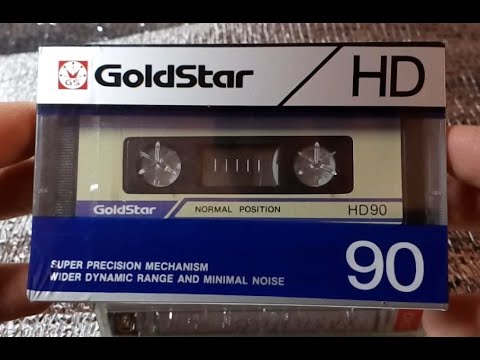 GS
GoldStar
HD
GoldStar
NORMAL POSITION
HD90
SUPER PRECISION MECHANISM
WIDER DYNAMIC RANGE AND MINIMAL NOISE
90